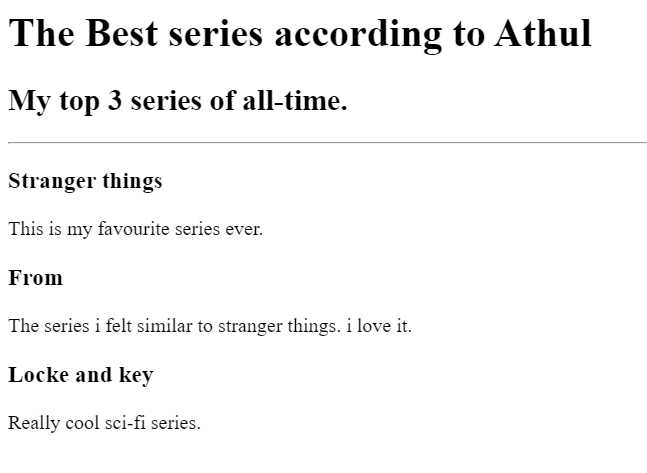 The Best series according to Athul
My top 3 series of all-time.
Stranger things
This is my favourite series ever.
From
The series i felt similar to stranger things. i love it.
Locke and key
Really cool sci-fi series.